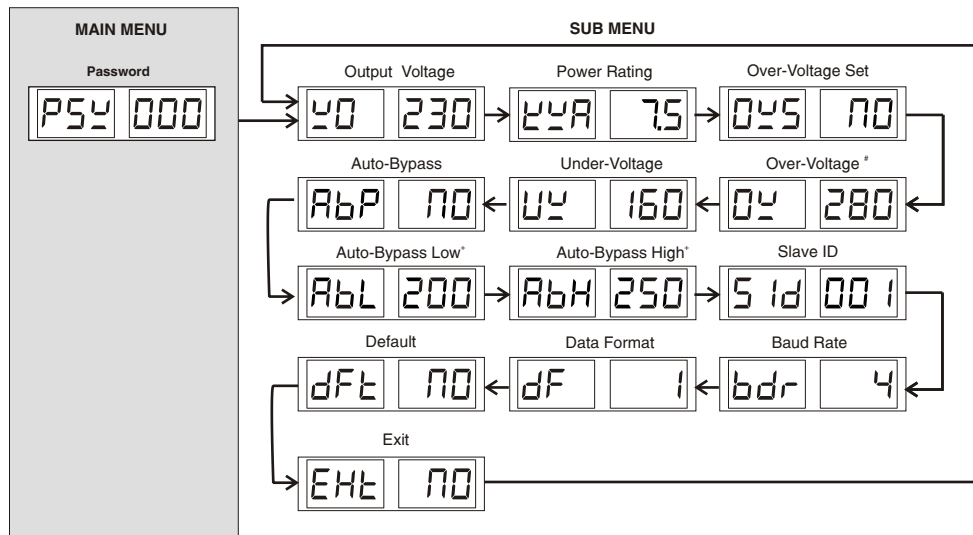 MAIN MENU
SUB MENU
Password
PSV 000
Output Voltage
VO 230
Power Rating
KVA 7.5
Over-Voltage Set
OVS NO
Auto-Bypass
AbP NO
Under-Voltage
UV 160
Over-Voltage #
OV 280
Auto-Bypass Low*
AbL 200
Auto-Bypass High*
AbH 250
Slave ID
SId 001
Default
dFt NO
Data Format
dF 1
Baud Rate
bdr 4
Exit
EHt NO